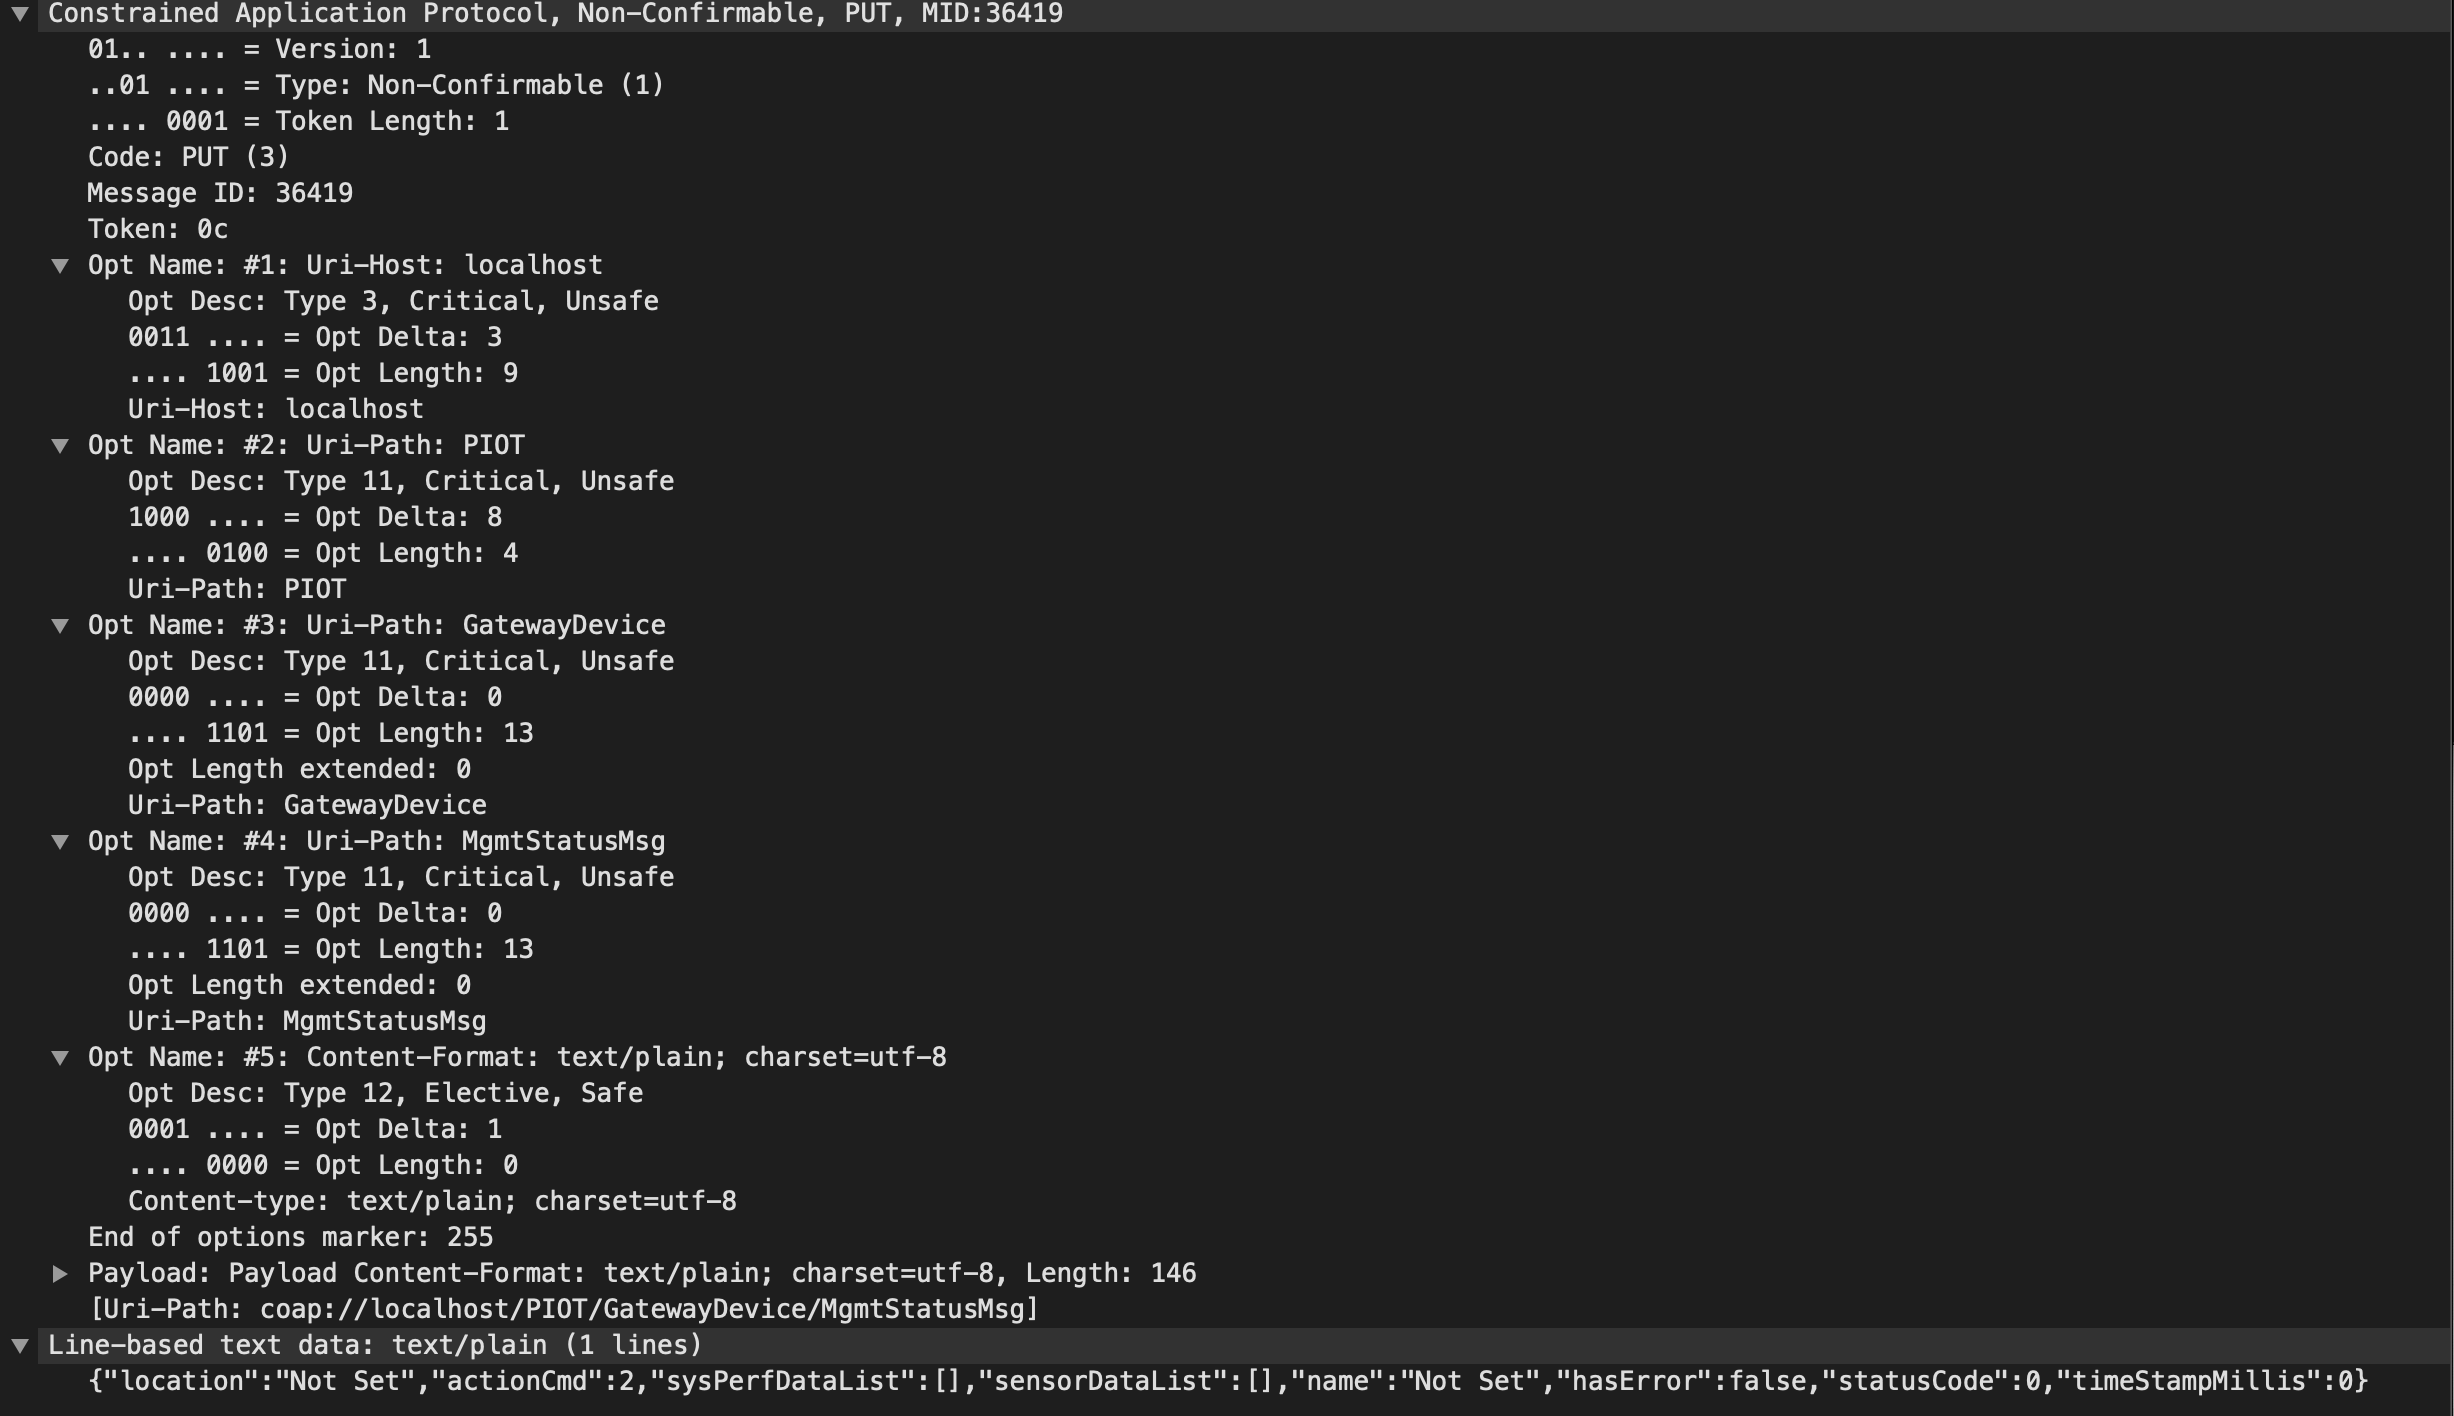 Constrained Application Protocol, Non-Confirmable, PUT, MID:36419
01.. .... = Version: 1
..01 .... = Type: Non-Confirmable (1)
.... 0001 = Token Length: 1
Code: PUT (3)
Message ID: 36419
Token: 0c
Opt Name: #1: Uri-Host: localhost
Opt Desc: Type 3, Critical, Unsafe
0011 .... = Opt Delta: 3
.... 1001 = Opt Length: 9
Uri-Host: localhost
Opt Name: #2: Uri-Path: PIOT
Opt Desc: Type 11, Critical, Unsafe
1000 .... = Opt Delta: 8
.... 0100 = Opt Length: 4
Uri-Path: PIOT
Opt Name: #3: Uri-Path: GatewayDevice
Opt Desc: Type 11, Critical, Unsafe
0000 .... = Opt Delta: 0
.... 1101 = Opt Length: 13
Opt Length extended: 0
Uri-Path: GatewayDevice
Opt Name: #4: Uri-Path: MgmtStatusMsg
Opt Desc: Type 11, Critical, Unsafe
0000 .... = Opt Delta: 0
.... 1101 = Opt Length: 13
Opt Length extended: 0
Uri-Path: MgmtStatusMsg
Opt Name: #5: Content-Format: text/plain; charset=utf-8
Opt Desc: Type 12, Elective, Safe
0001 .... = Opt Delta: 1
.... 0000 = Opt Length: 0
Content-type: text/plain; charset=utf-8
End of options marker: 255
Payload: Payload Content-Format: text/plain; charset=utf-8, Length: 146
[Uri-Path: coap://localhost/PIOT/GatewayDevice/MgmtStatusMsg]
Line-based text data: text/plain (1 lines)
{"location":"Not Set","actionCmd":2,"sysPerfDataList":[],"sensorDataList":[],"name":"Not Set","hasError":false,"statusCode":0,"timeStampMillis":0}